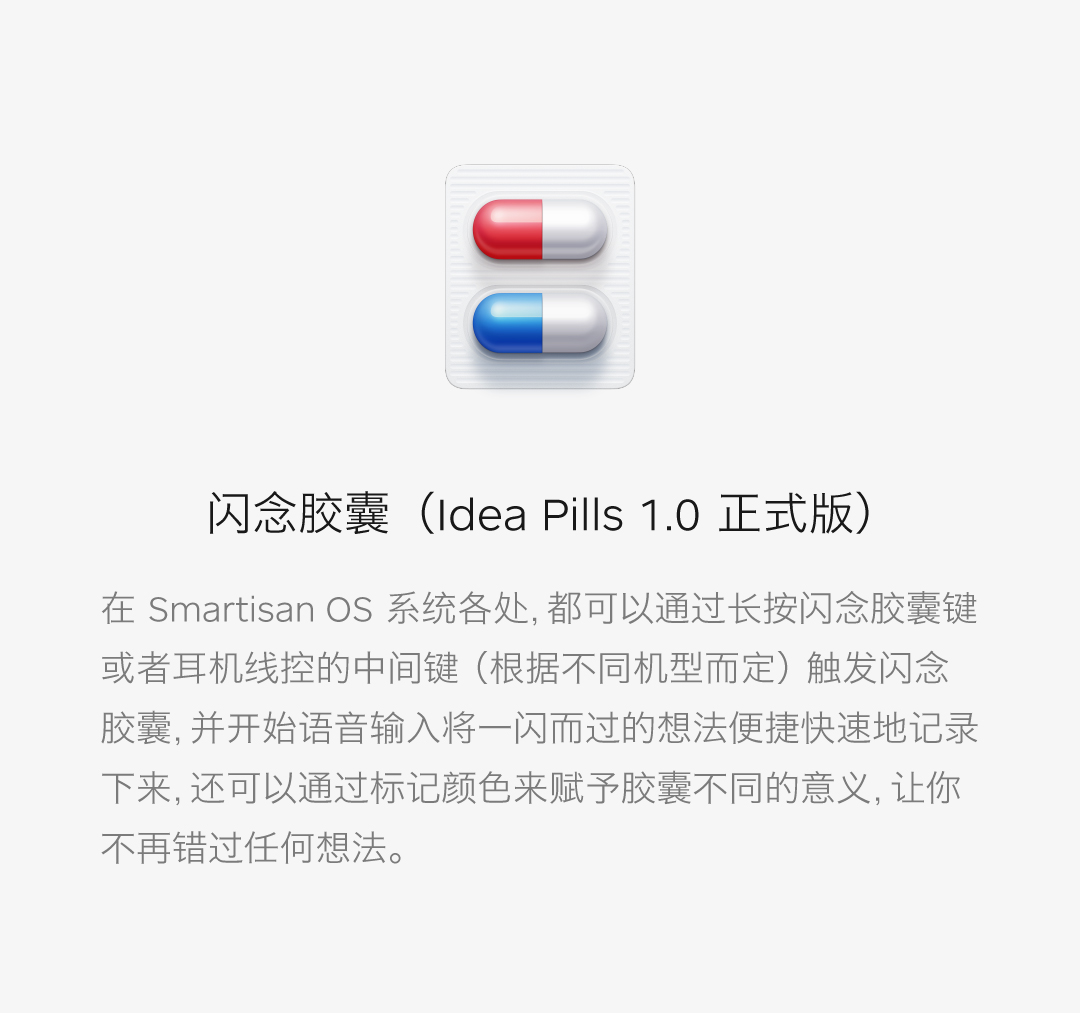 闪念胶囊（Idea Pills 1.0 正式版）
在 Smartisan OS 系统各处，都可以通过长按闪念胶囊键
或者耳机线控的中间键（根据不同机型而定）触发闪念
胶囊，并开始语音输入将一闪而过的想法便捷快速地记录
下来，还可以通过标记颜色来赋予胶囊不同的意义，让你
不再错过任何想法。